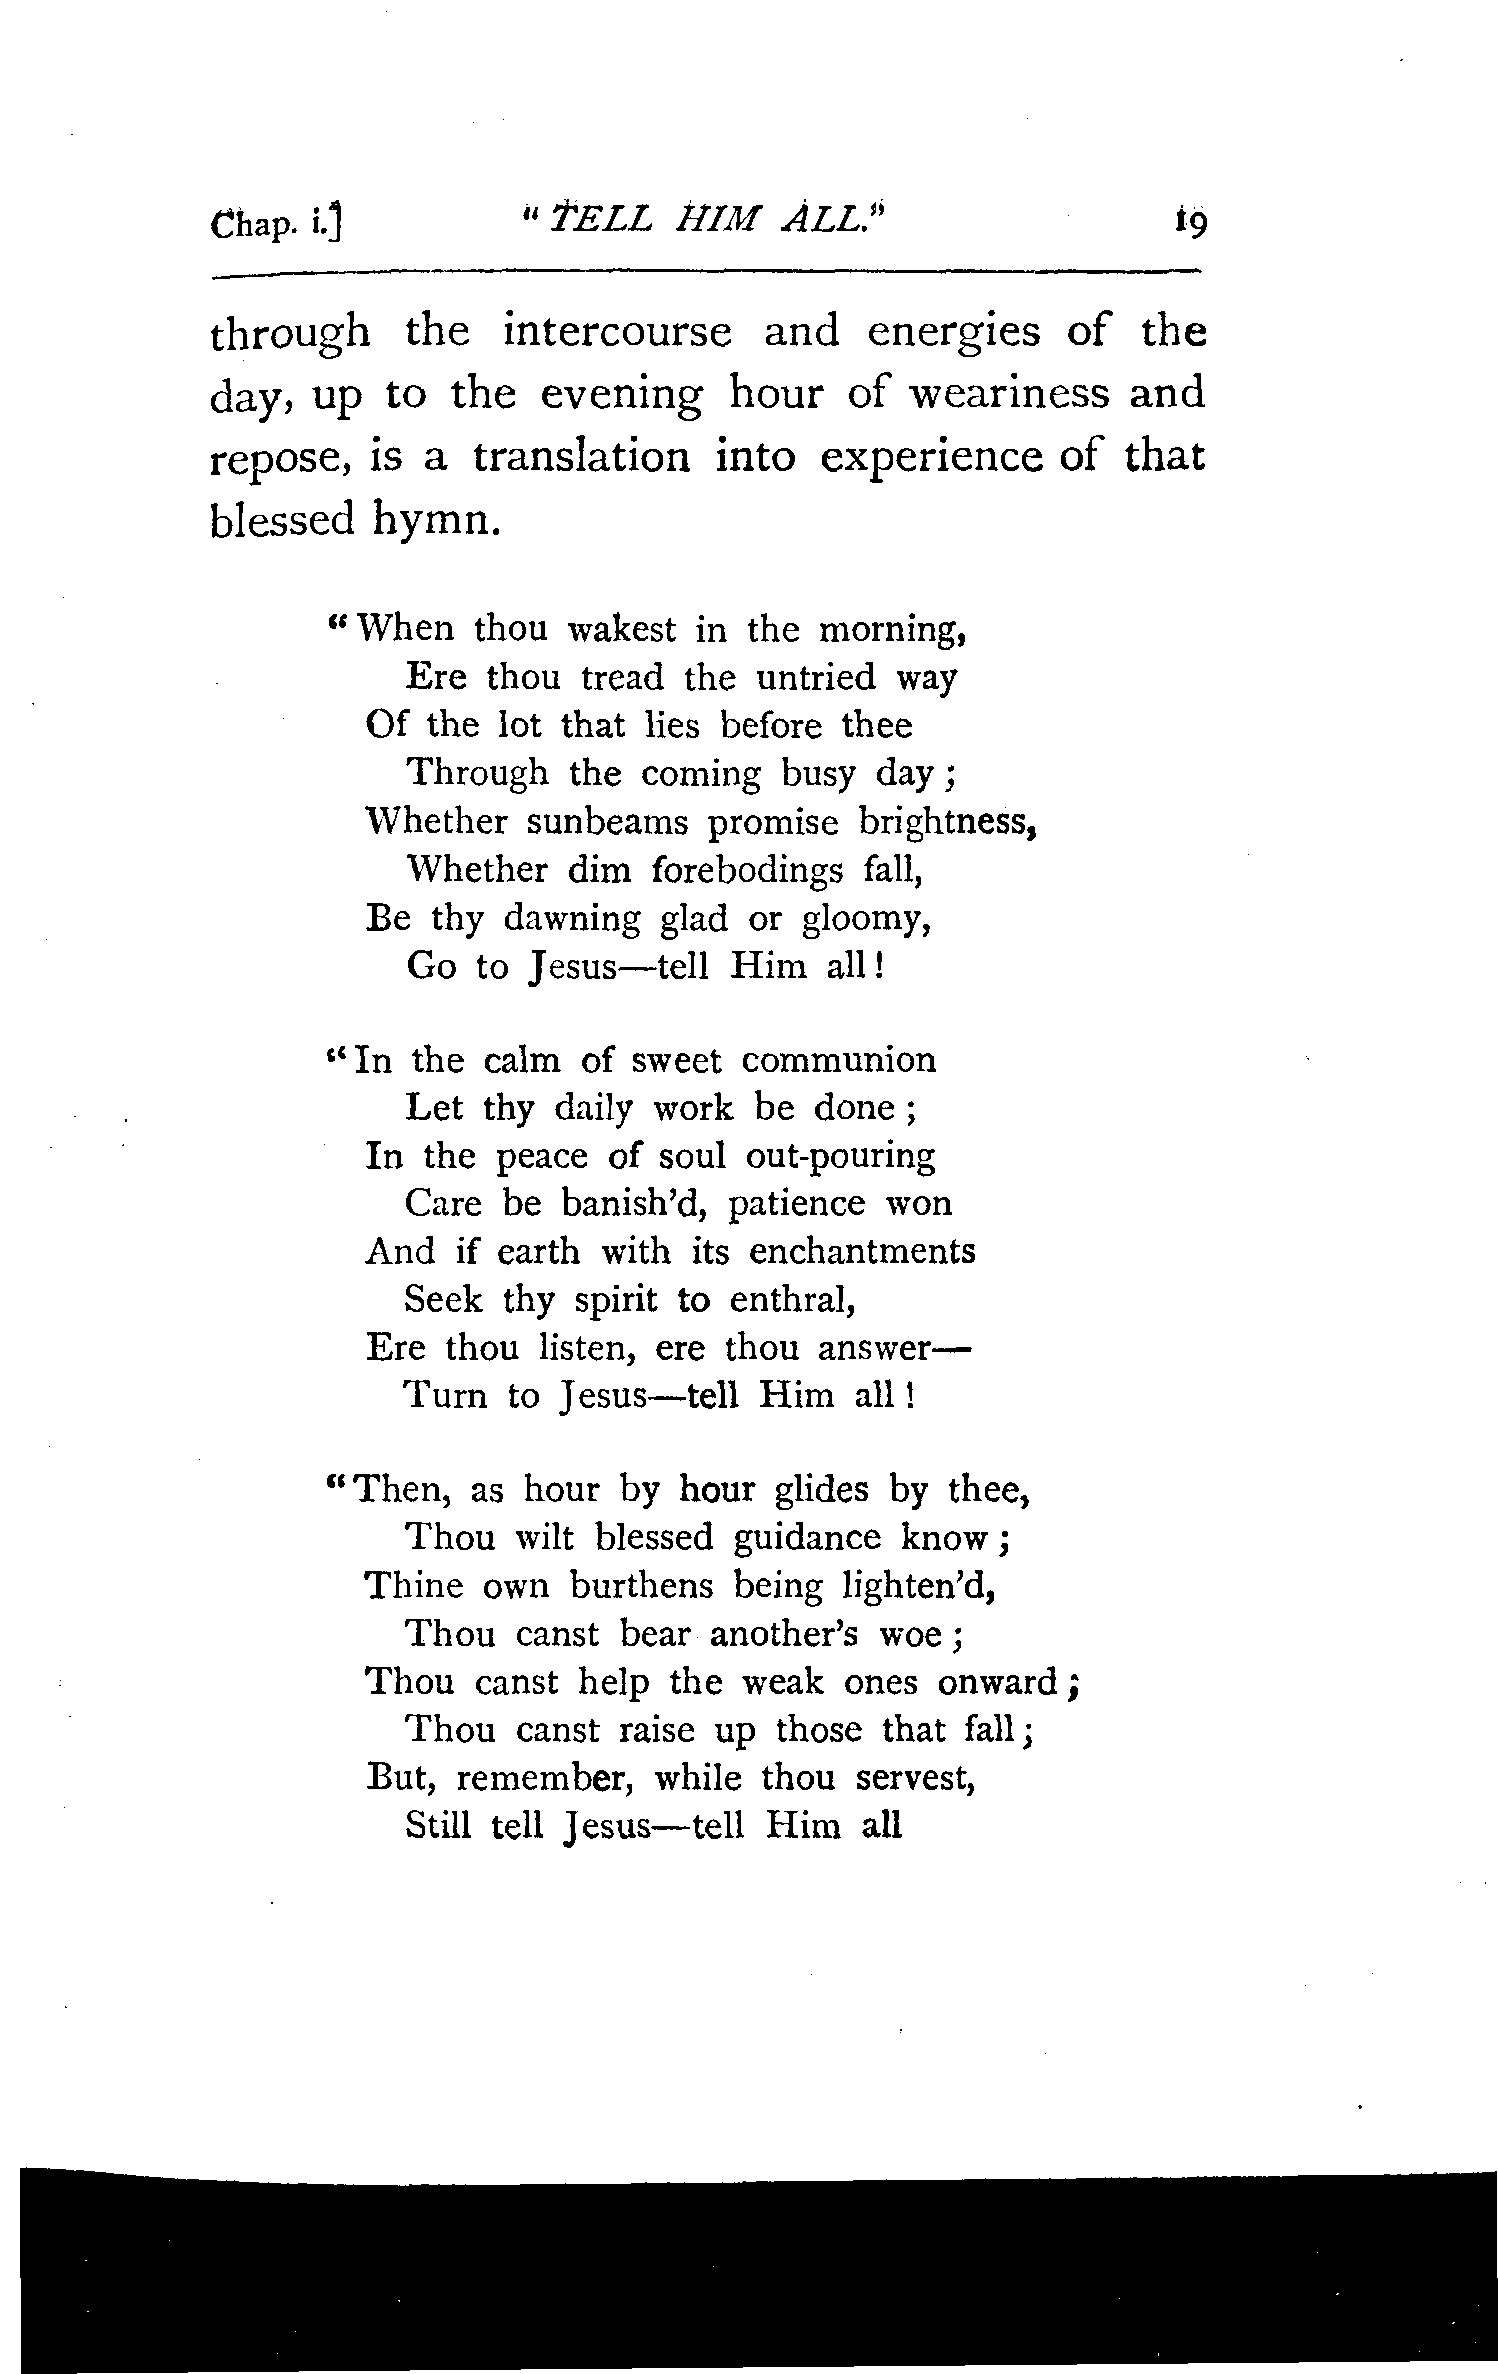 Chap. i.] "TELL HIM ALL." 19
through the intercourse and energies of the
day, up to the evening hour of weariness and
repose, is a translation into experience of that
blessed hymn.
"When thou wakest in the morning,
Ere thou tread the untried way
Of the lot that lies before thee
Through the coming busy day;
Whether sunbeams promise brightness,
Whether dim forebodings fall,
Be thy dawning glad or gloomy,
Go to Jesus—tell Him all!
"In the calm of sweet communion
Let thy daily work be done;
In the peace of soul out-pouring
Care be banish'd, patience won
And if earth with its enchantments
Seek thy spirit to enthral,
Ere thou listen, ere thou answer—
Turn to Jesus—tell Him all!
"Then, as hour by hour glides by thee,
Thou wilt blessed guidance know;
Thine own burthens being lighten'd,
Thou canst bear another's woe;
Thou canst help the weak ones onward;
Thou canst raise up those that fall;
But, remember, while thou servest,
Still tell Jesus—tell Him all